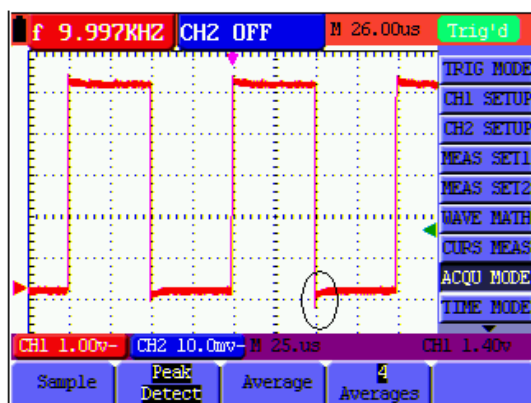 f 9.997KHZ CH2 OFF M 26.00us Trig'd
TRIG MODE
CH1 SETUP
CH2 SETUP
MEAS SET1
MEAS SET2
WAVE MATH
CURS MEAS
ACQU MODE
TIME MODE
CH1 1.00v- CH2 10.0mv- M 25.us CH1 1.40v
Sample Peak Detect Average 4 Averages